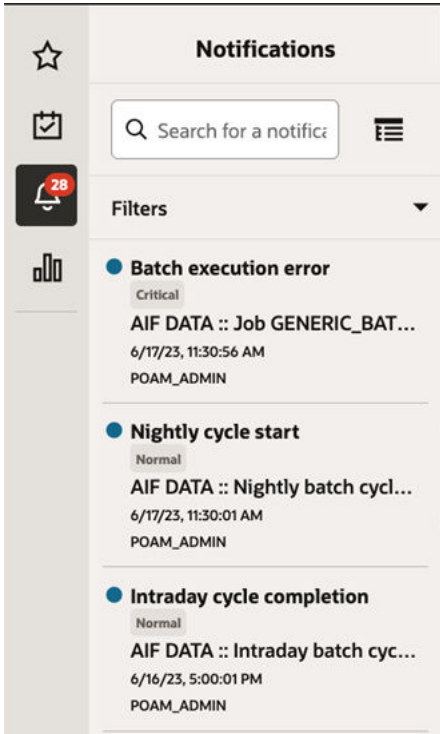 Notifications
Search for a notifica
28
Filters
Batch execution error
Critical
AIF DATA :: Job GENERIC_BAT...
6/17/23, 11:30:56 AM
POAM_ADMIN
Nightly cycle start
Normal
AIF DATA :: Nightly batch cycl...
6/17/23, 11:30:01 AM
POAM_ADMIN
Intraday cycle completion
Normal
AIF DATA :: Intraday batch cyc...
6/16/23, 5:00:01 PM
POAM_ADMIN